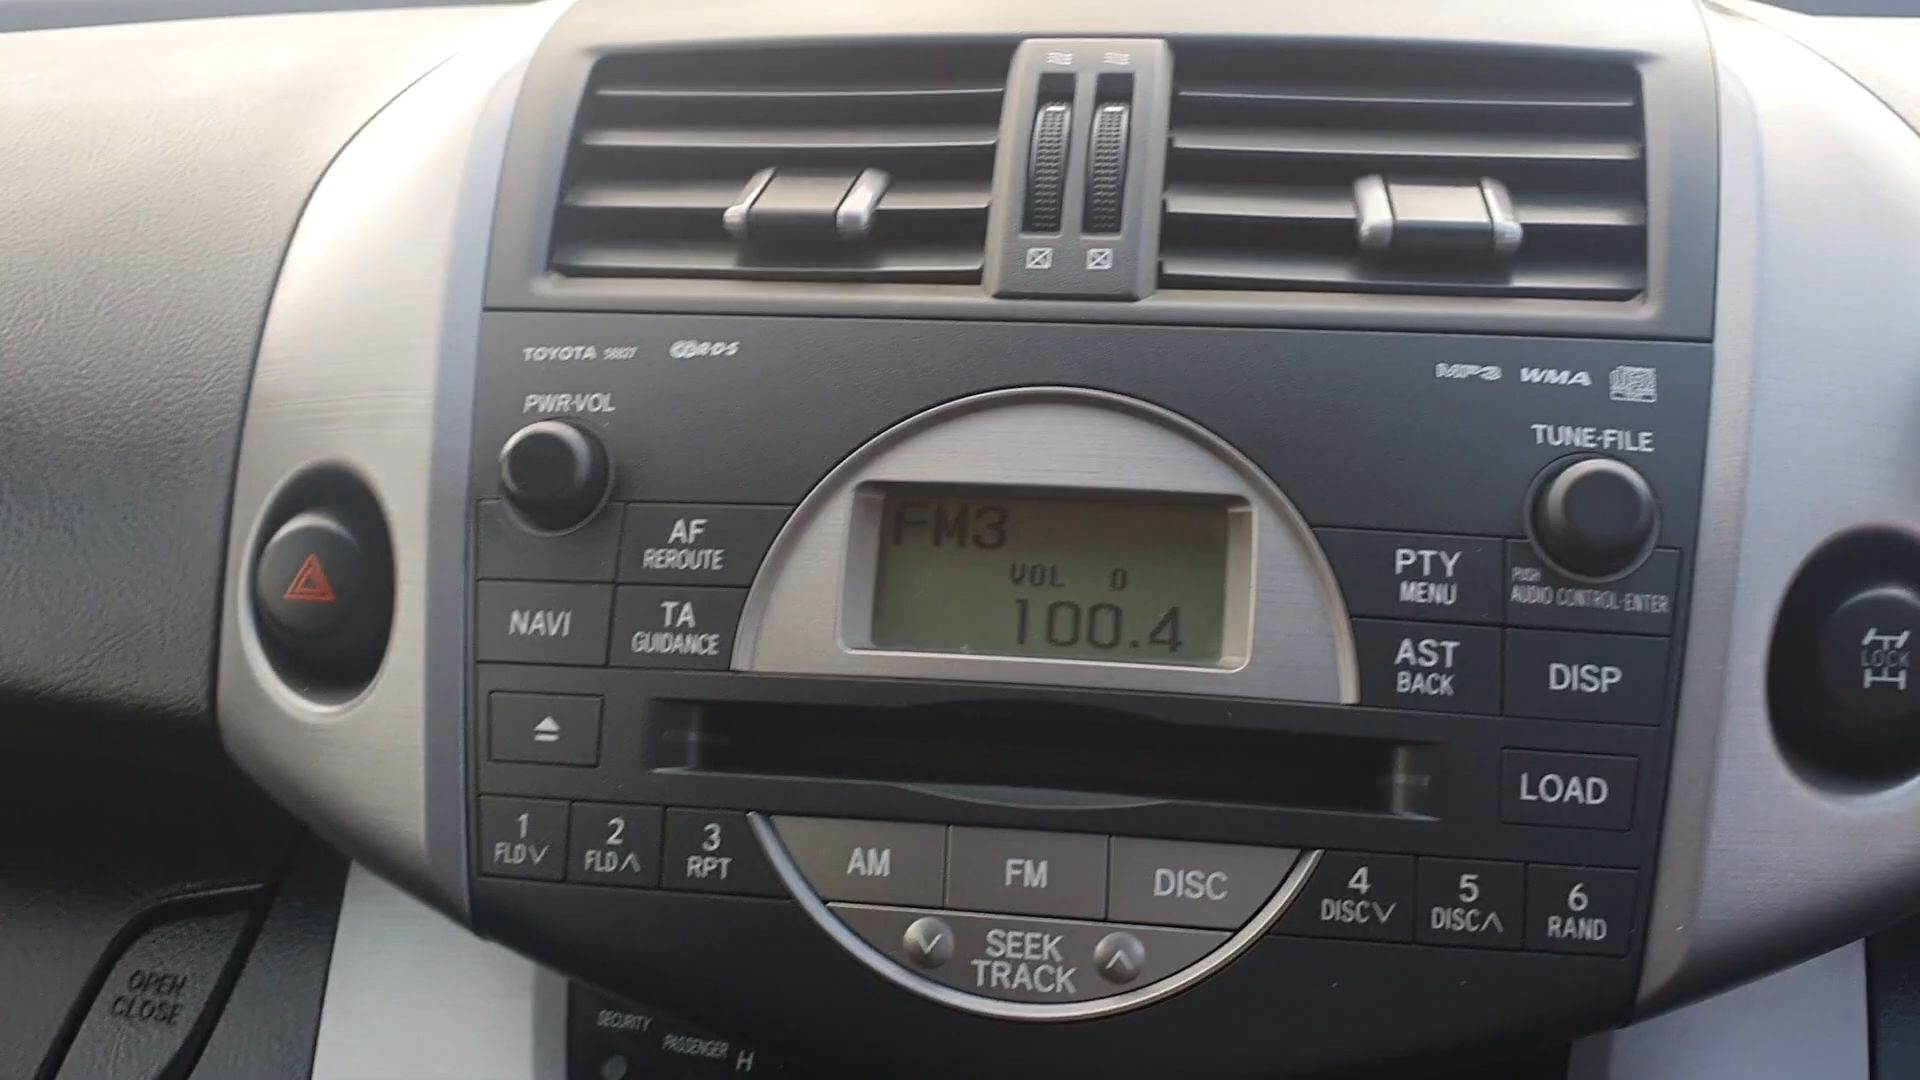 TOYOTA 58827 RDS
MP3 WMA
PWR·VOL
TUNE·FILE
AF
REROUTE
FM3
VOL 0
100.4
PTY
MENU
PUSH
AUDIO CONTROL·ENTER
NAVI
TA
GUIDANCE
AST
BACK
DISP
LOCK
LOAD
1
FLD∨
2
FLD∧
3
RPT
AM
FM
DISC
4
DISC∨
5
DISC∧
6
RAND
SEEK
TRACK
OPEN
CLOSE
SECURITY
PASSENGER
H